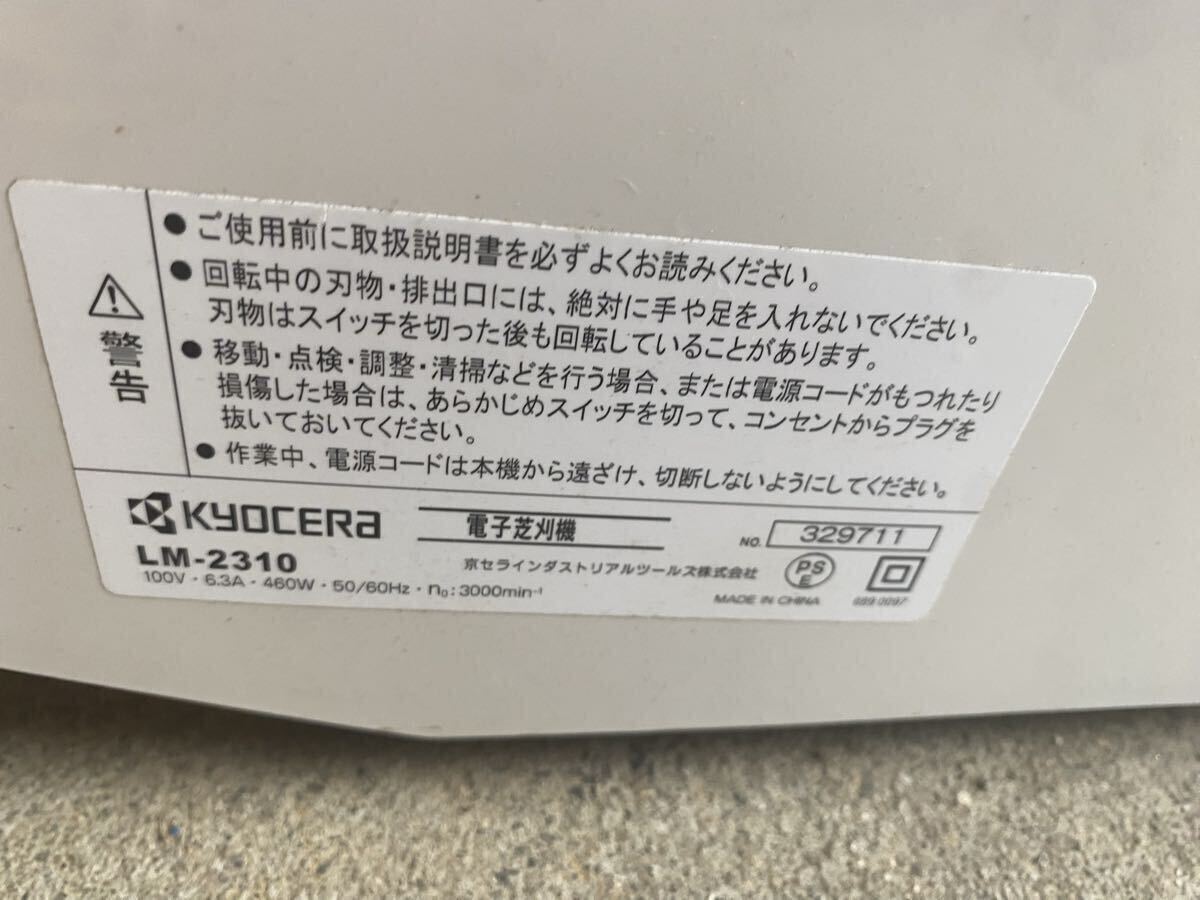 警告
● ご使用前に取扱説明書を必ずよくお読みください。
● 回転中の刃物・排出口には、絶対に手や足を入れないでください。
刃物はスイッチを切った後も回転していることがあります。
● 移動・点検・調整・清掃などを行う場合、または電源コードがもつれたり
損傷した場合は、あらかじめスイッチを切って、コンセントからプラグを
抜いておいてください。
● 作業中、電源コードは本機から遠ざけ、切断しないようにしてください。
KYOCERA 電子芝刈機 NO. 329711
LM-2310 京セラインダストリアルツールズ株式会社 PSE
100V・6.3A・460W・50/60Hz・n₀:3000min⁻¹
MADE IN CHINA 689 0097